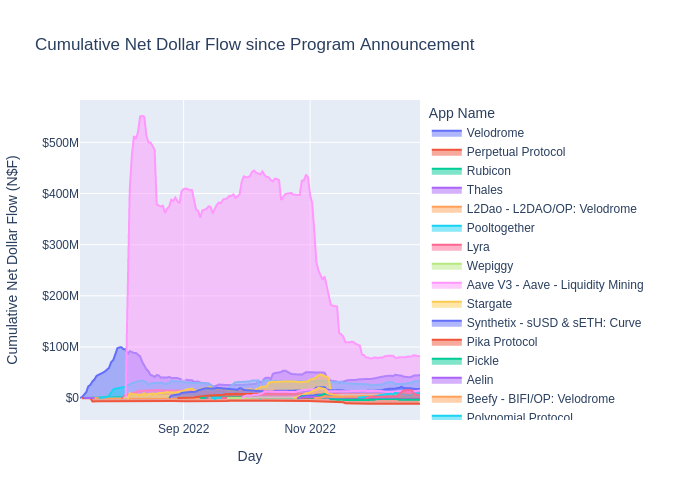 Cumulative Net Dollar Flow since Program Announcement
App Name
Velodrome
Perpetual Protocol
Rubicon
Thales
L2Dao - L2DAO/OP: Velodrome
Pooltogether
Lyra
Wepiggy
Aave V3 - Aave - Liquidity Mining
Stargate
Synthetix - sUSD & sETH: Curve
Pika Protocol
Pickle
Aelin
Beefy - BIFI/OP: Velodrome
Polynomial Protocol
Cumulative Net Dollar Flow (N$F)
$500M
$400M
$300M
$200M
$100M
$0
Sep 2022
Nov 2022
Day